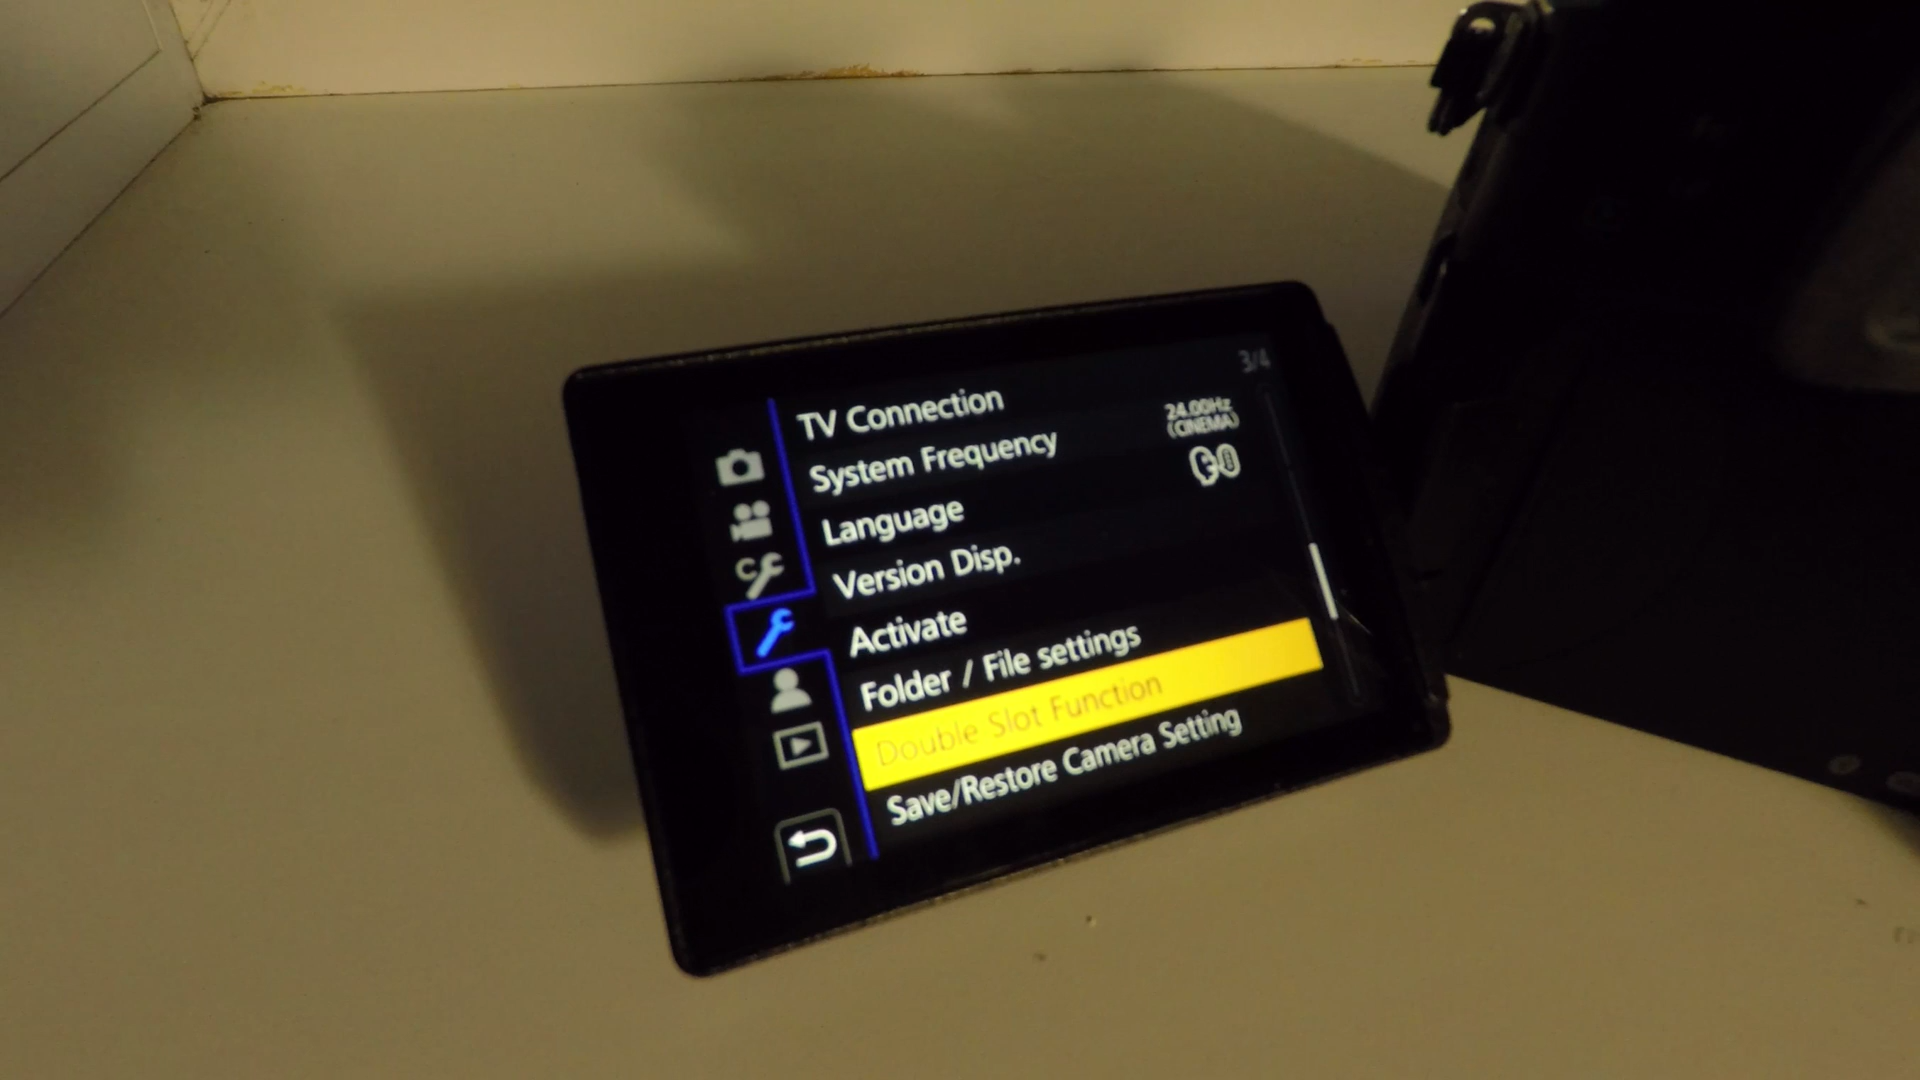 3/4
TV Connection
System Frequency 24.00Hz
(CINEMA)
Language
Version Disp.
Activate
Folder / File settings
Double Slot Function
Save/Restore Camera Setting